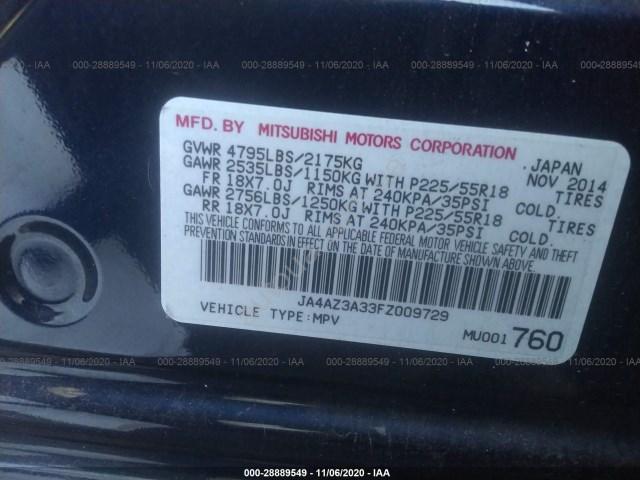 000-28889549 - 11/06/2020 - IAA
MFD. BY MITSUBISHI MOTORS CORPORATION
GVWR 4795LBS/2175KG JAPAN
GAWR 2535LBS/1150KG WITH P225/55R18 NOV 2014
FR 18X7.0J RIMS AT 240KPA/35PSI COLD. TIRES
GAWR 2756LBS/1250KG WITH P225/55R18
RR 18X7.0J RIMS AT 240KPA/35PSI COLD. TIRES
THIS VEHICLE CONFORMS TO ALL APPLICABLE FEDERAL MOTOR VEHICLE SAFETY AND THEFT
PREVENTION STANDARDS IN EFFECT ON THE DATE OF MANUFACTURE SHOWN ABOVE.
JA4AZ3A33FZ009729
VEHICLE TYPE:MPV
MU001 760
000-28889549 - 11/06/2020 - IAA